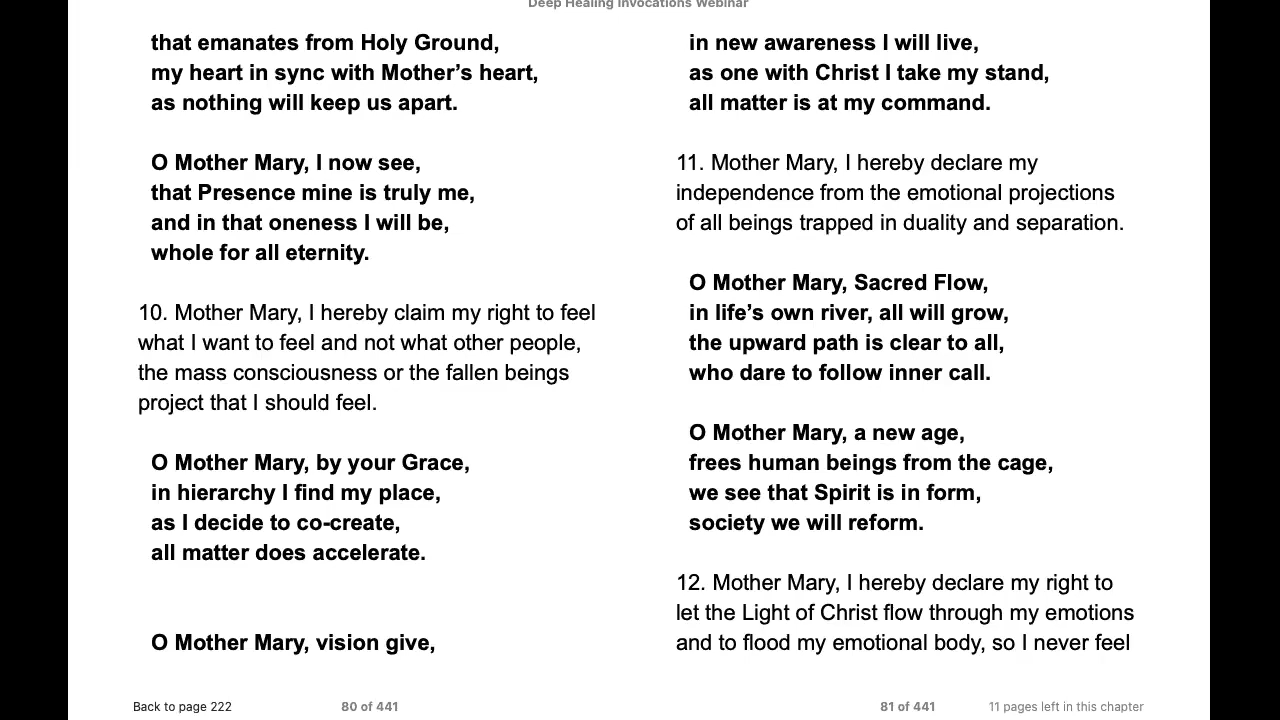 Deep Healing Invocations Webinar
that emanates from Holy Ground,
my heart in sync with Mother’s heart,
as nothing will keep us apart.
O Mother Mary, I now see,
that Presence mine is truly me,
and in that oneness I will be,
whole for all eternity.
10. Mother Mary, I hereby claim my right to feel
what I want to feel and not what other people,
the mass consciousness or the fallen beings
project that I should feel.
O Mother Mary, by your Grace,
in hierarchy I find my place,
as I decide to co-create,
all matter does accelerate.
O Mother Mary, vision give,
in new awareness I will live,
as one with Christ I take my stand,
all matter is at my command.
11. Mother Mary, I hereby declare my
independence from the emotional projections
of all beings trapped in duality and separation.
O Mother Mary, Sacred Flow,
in life’s own river, all will grow,
the upward path is clear to all,
who dare to follow inner call.
O Mother Mary, a new age,
frees human beings from the cage,
we see that Spirit is in form,
society we will reform.
12. Mother Mary, I hereby declare my right to
let the Light of Christ flow through my emotions
and to flood my emotional body, so I never feel
Back to page 222
80 of 441
81 of 441
11 pages left in this chapter